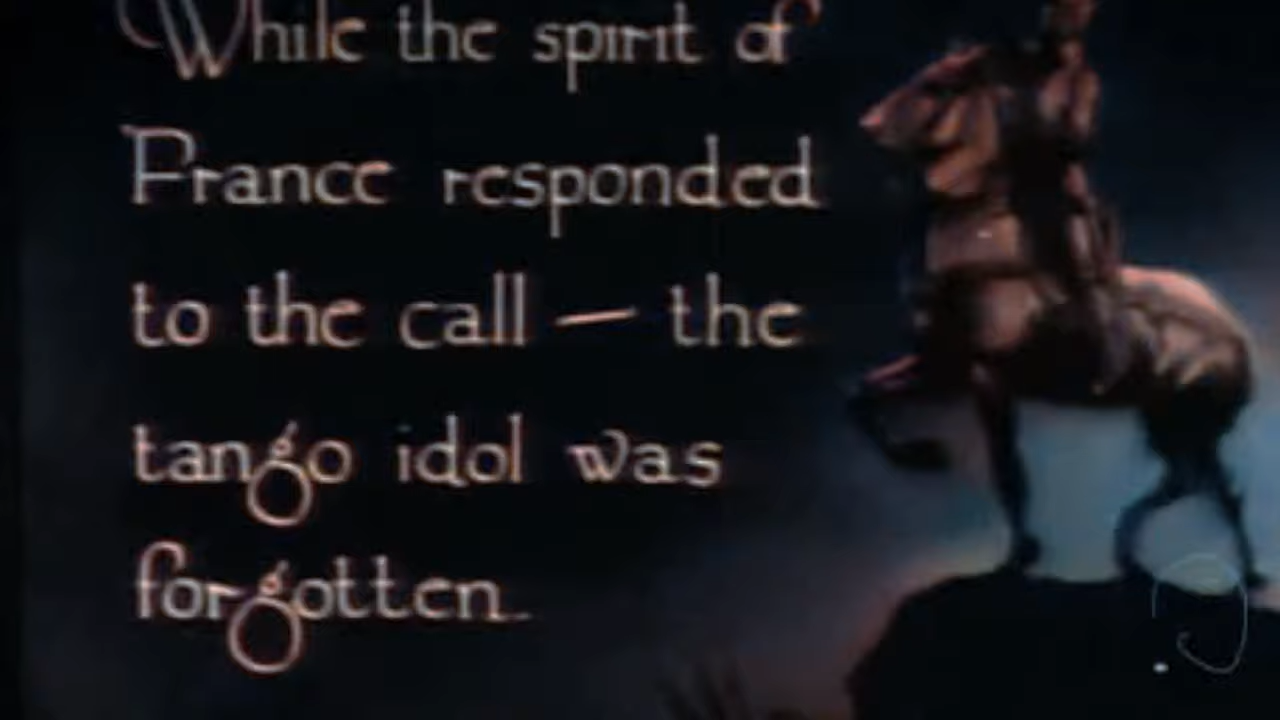 While the spirit of
France responded
to the call — the
tango idol was
forgotten.